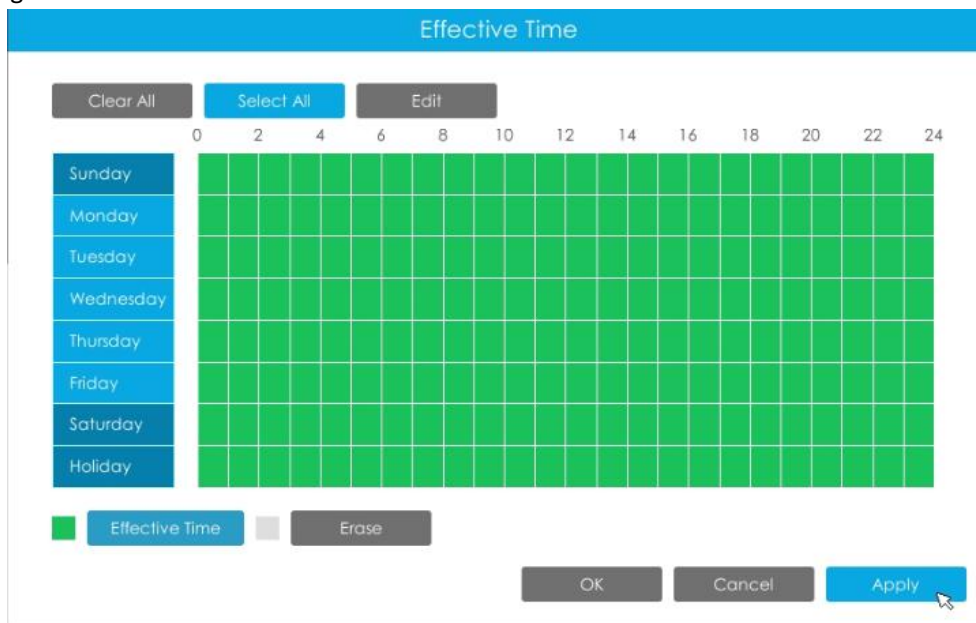 Effective Time
Clear All Select All Edit
0 2 4 6 8 10 12 14 16 18 20 22 24
Sunday
Monday
Tuesday
Wednesday
Thursday
Friday
Saturday
Holiday
Effective Time Erase
OK Cancel Apply